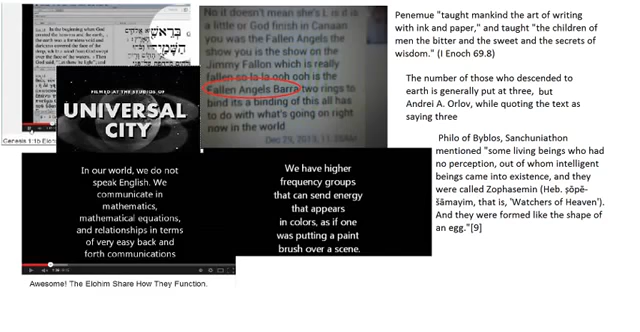 FILMED AT THE STUDIOS OF
UNIVERSAL
CITY
Genesis 1:1b Elohi
In our world, we do not
speak English. We
communicate in
mathematics,
mathematical equations,
and relationships in terms
of very easy back and
forth communications
Awesome! The Elohim Share How They Function.
No it doesn't mean she's L is it is
a little or God finish in Canaan
you was the Fallen Angels the
show you is the show on the
Jimmy Fallon which is really
fallen so la la ooh ooh is the
Fallen Angels Barra two rings to
bind its a binding of this all has
to do with what's going on right
now in the world
Dec 29, 2013,
We have higher
frequency groups
that can send energy
that appears
in colors, as if one
was putting a paint
brush over a scene.
Penemue "taught mankind the art of writing
with ink and paper," and taught "the children of
men the bitter and the sweet and the secrets of
wisdom." (I Enoch 69.8)
The number of those who descended to
earth is generally put at three, but
Andrei A. Orlov, while quoting the text as
saying three
Philo of Byblos, Sanchuniathon
mentioned "some living beings who had
no perception, out of whom intelligent
beings came into existence, and they
were called Zophasemin (Heb. șōpē-
šāmayim, that is, 'Watchers of Heaven').
And they were formed like the shape of
an egg."[9]